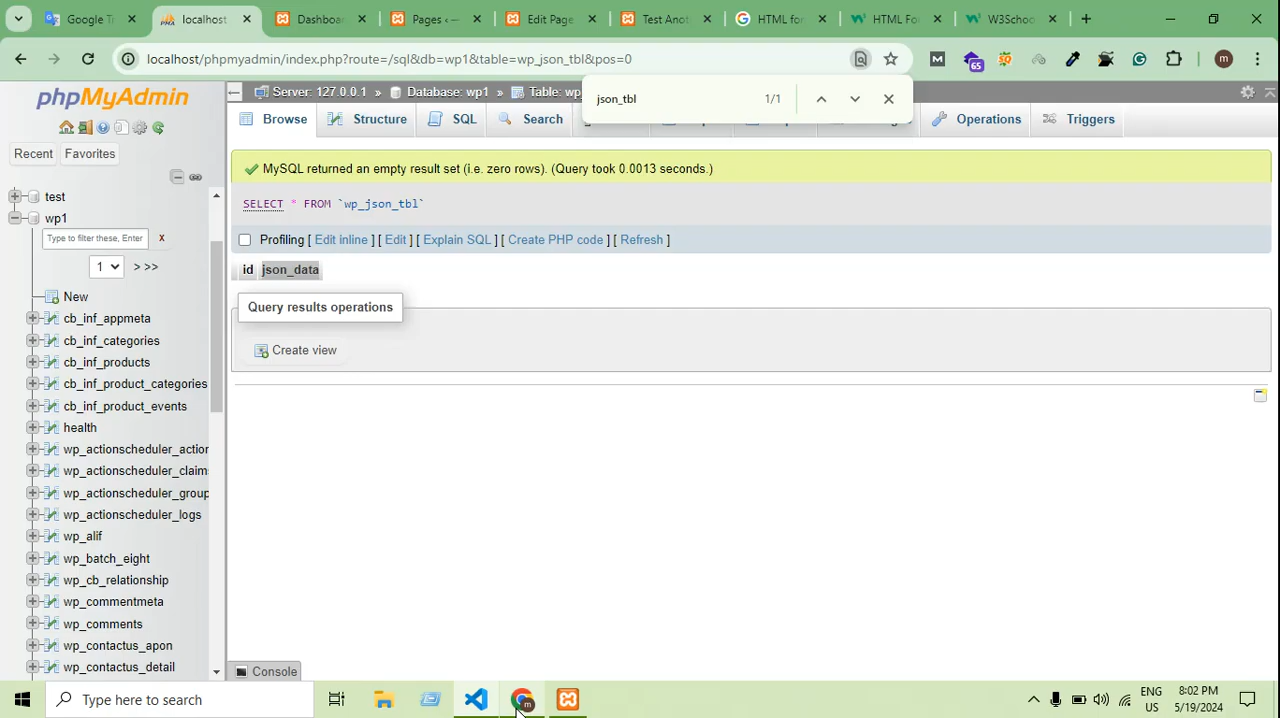 Google Tr
localhost
Dashboar
Pages ‹ —
Edit Page
Test Anot
HTML for
HTML For
W3Schoo
localhost/phpmyadmin/index.php?route=/sql&db=wp1&table=wp_json_tbl&pos=0
65
m
json_tbl
1/1
phpMyAdmin
Recent
Favorites
test
wp1
Type to filter these, Enter
x
1
> >>
New
cb_inf_appmeta
cb_inf_categories
cb_inf_products
cb_inf_product_categories
cb_inf_product_events
health
wp_actionscheduler_action
wp_actionscheduler_claims
wp_actionscheduler_group
wp_actionscheduler_logs
wp_alif
wp_batch_eight
wp_cb_relationship
wp_commentmeta
wp_comments
wp_contactus_apon
wp_contactus_detail
Server: 127.0.0.1 » Database: wp1 » Table: wp
Browse
Structure
SQL
Search
Operations
Triggers
MySQL returned an empty result set (i.e. zero rows). (Query took 0.0013 seconds.)
SELECT * FROM `wp_json_tbl`
Profiling [ Edit inline ] [ Edit ] [ Explain SQL ] [ Create PHP code ] [ Refresh ]
id json_data
Query results operations
Create view
Console
Type here to search
ENG
US
8:02 PM
5/19/2024